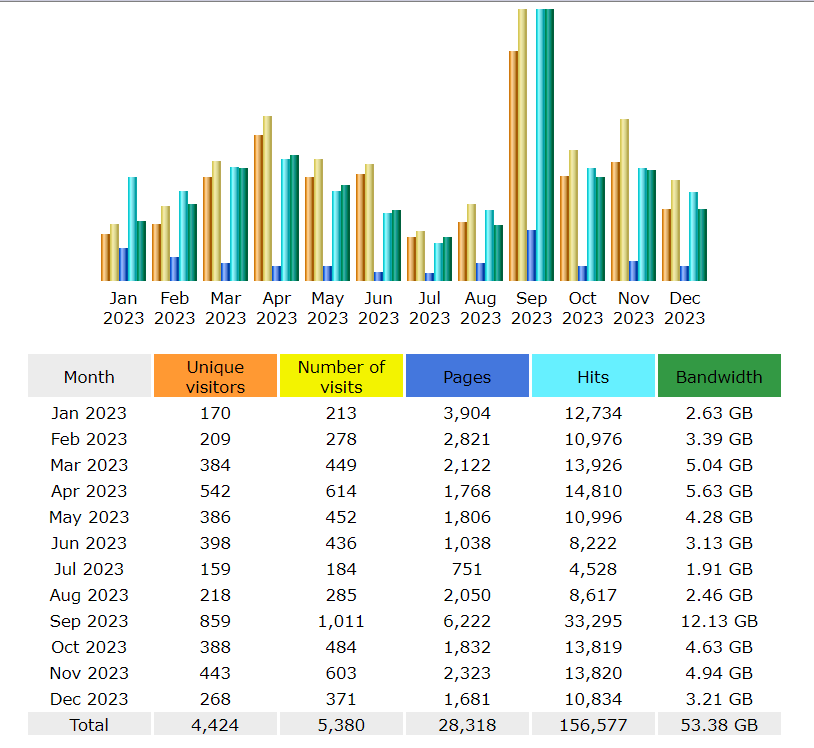 Jan Feb Mar Apr May Jun Jul Aug Sep Oct Nov Dec
2023 2023 2023 2023 2023 2023 2023 2023 2023 2023 2023 2023
Month Unique visitors Number of visits Pages Hits Bandwidth
Jan 2023 170 213 3,904 12,734 2.63 GB
Feb 2023 209 278 2,821 10,976 3.39 GB
Mar 2023 384 449 2,122 13,926 5.04 GB
Apr 2023 542 614 1,768 14,810 5.63 GB
May 2023 386 452 1,806 10,996 4.28 GB
Jun 2023 398 436 1,038 8,222 3.13 GB
Jul 2023 159 184 751 4,528 1.91 GB
Aug 2023 218 285 2,050 8,617 2.46 GB
Sep 2023 859 1,011 6,222 33,295 12.13 GB
Oct 2023 388 484 1,832 13,819 4.63 GB
Nov 2023 443 603 2,323 13,820 4.94 GB
Dec 2023 268 371 1,681 10,834 3.21 GB
Total 4,424 5,380 28,318 156,577 53.38 GB